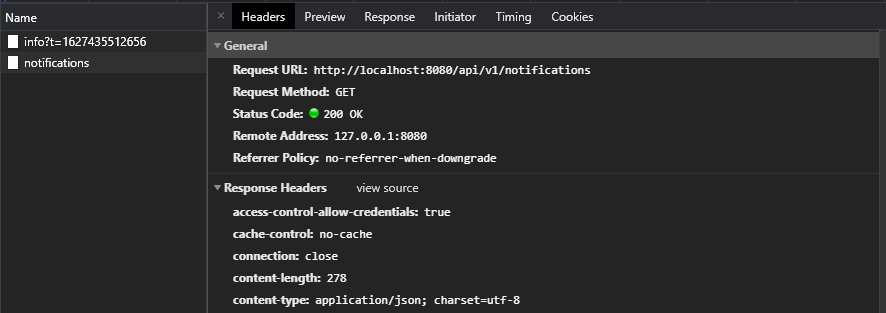 Name
info?t=1627435512656
notifications
× Headers Preview Response Initiator Timing Cookies
General
Request URL: http://localhost:8080/api/v1/notifications
Request Method: GET
Status Code: 200 OK
Remote Address: 127.0.0.1:8080
Referrer Policy: no-referrer-when-downgrade
Response Headers view source
access-control-allow-credentials: true
cache-control: no-cache
connection: close
content-length: 278
content-type: application/json; charset=utf-8